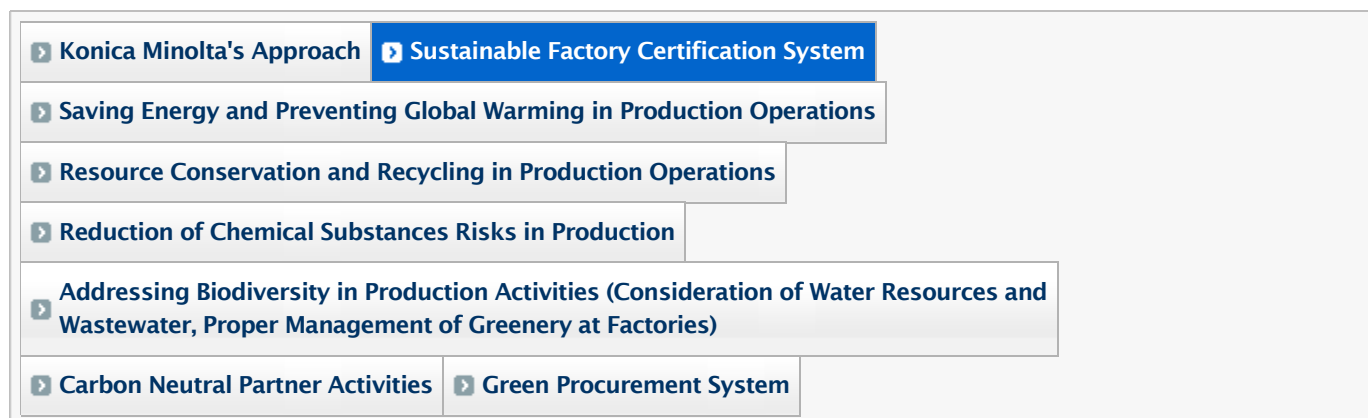 Konica Minolta's Approach
Sustainable Factory Certification System
Saving Energy and Preventing Global Warming in Production Operations
Resource Conservation and Recycling in Production Operations
Reduction of Chemical Substances Risks in Production
Addressing Biodiversity in Production Activities (Consideration of Water Resources and
Wastewater, Proper Management of Greenery at Factories)
Carbon Neutral Partner Activities
Green Procurement System